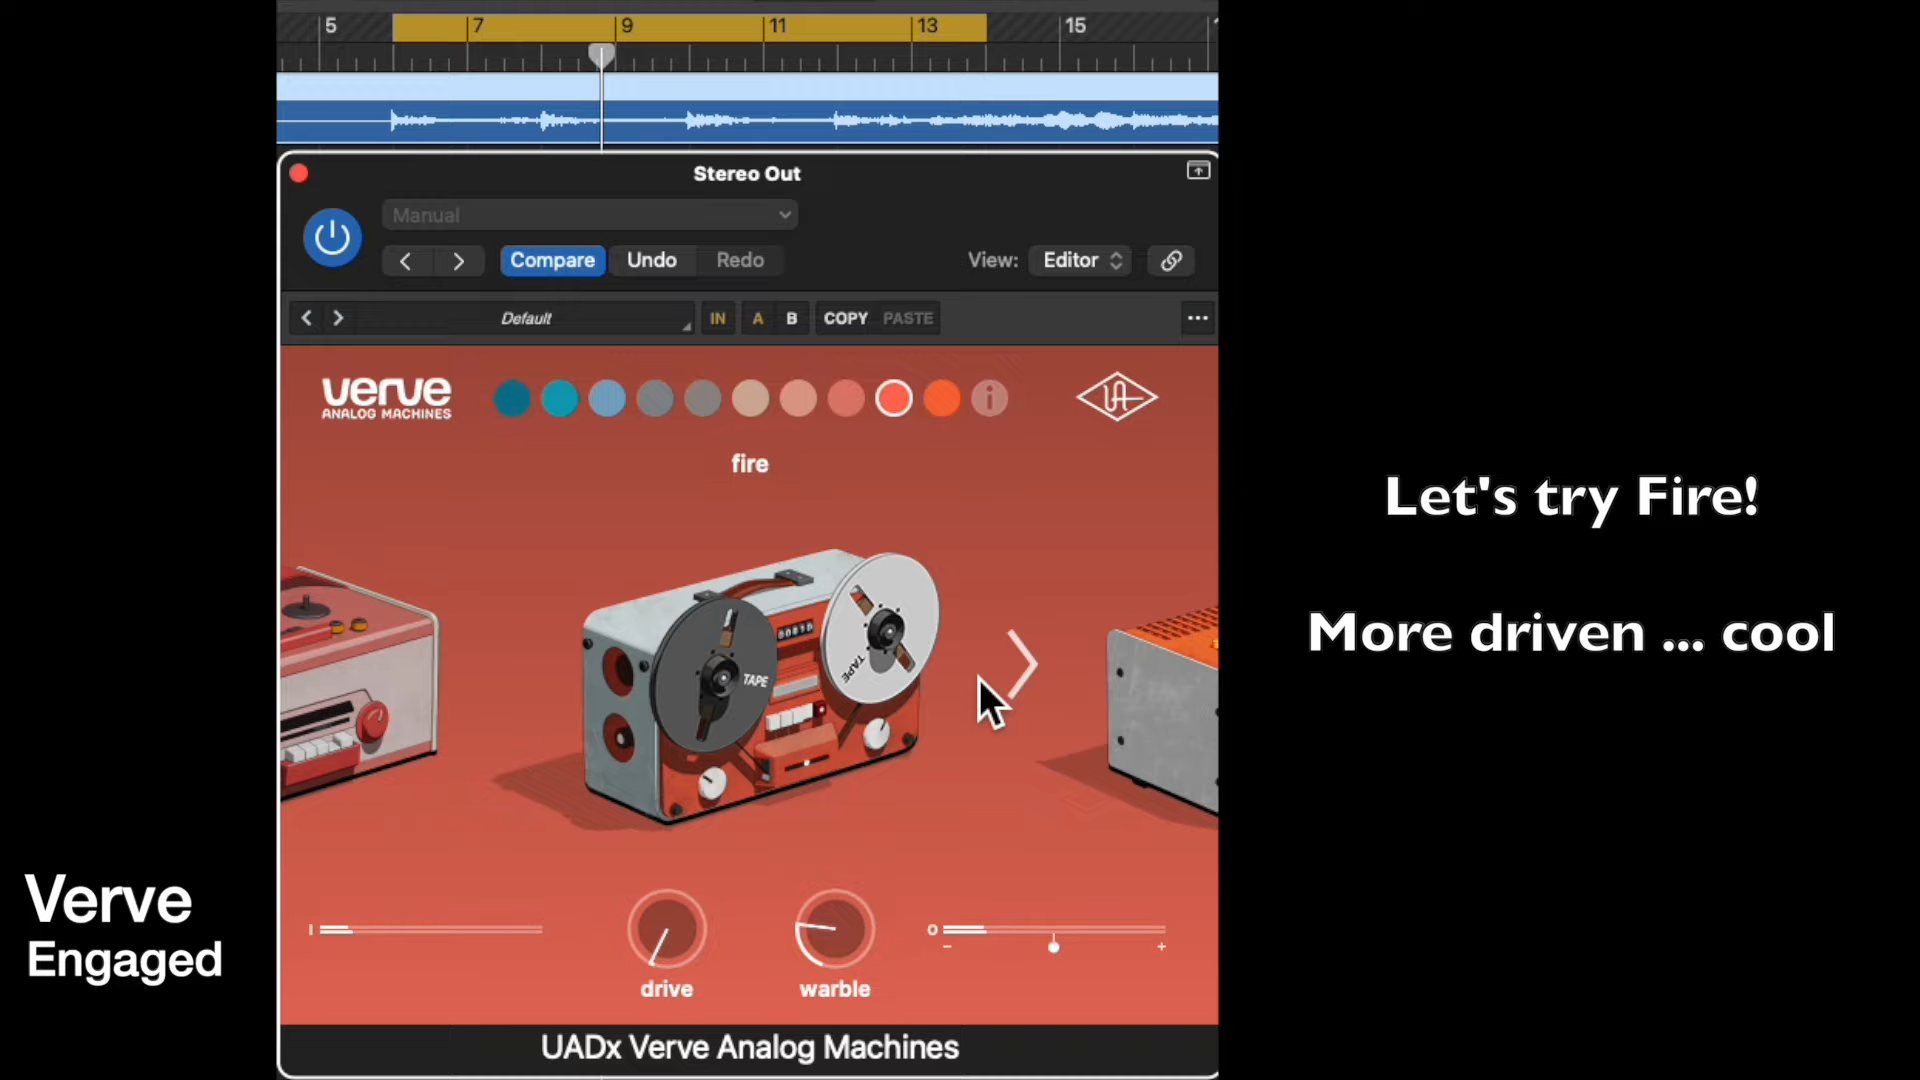 5 7 9 11 13 15
Stereo Out
Manual
Compare Undo Redo View: Editor
Default IN A B COPY PASTE
verve
ANALOG MACHINES
i
UA
fire
00010
TAPE
TAPE
Let's try Fire!
More driven ... cool
Verve
Engaged
I
O
- +
drive warble
UADx Verve Analog Machines